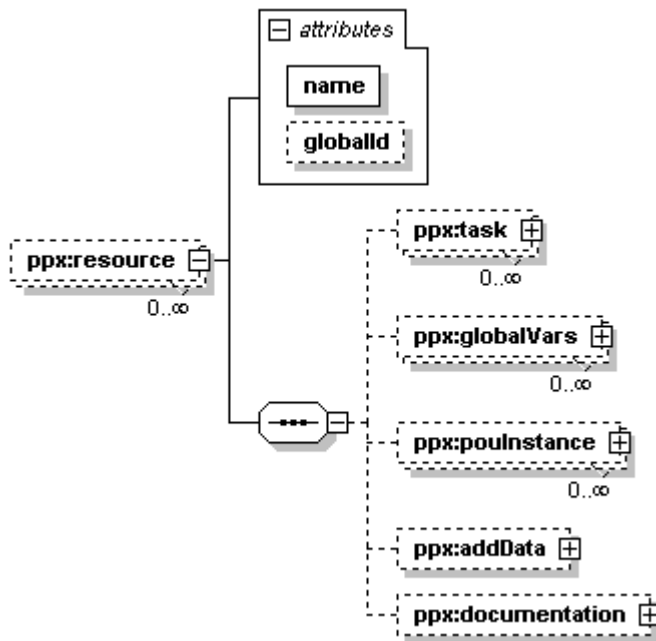 attributes
name
globalId
ppx:resource
0..∞
ppx:task
0..∞
ppx:globalVars
0..∞
ppx:pouInstance
0..∞
ppx:addData
ppx:documentation